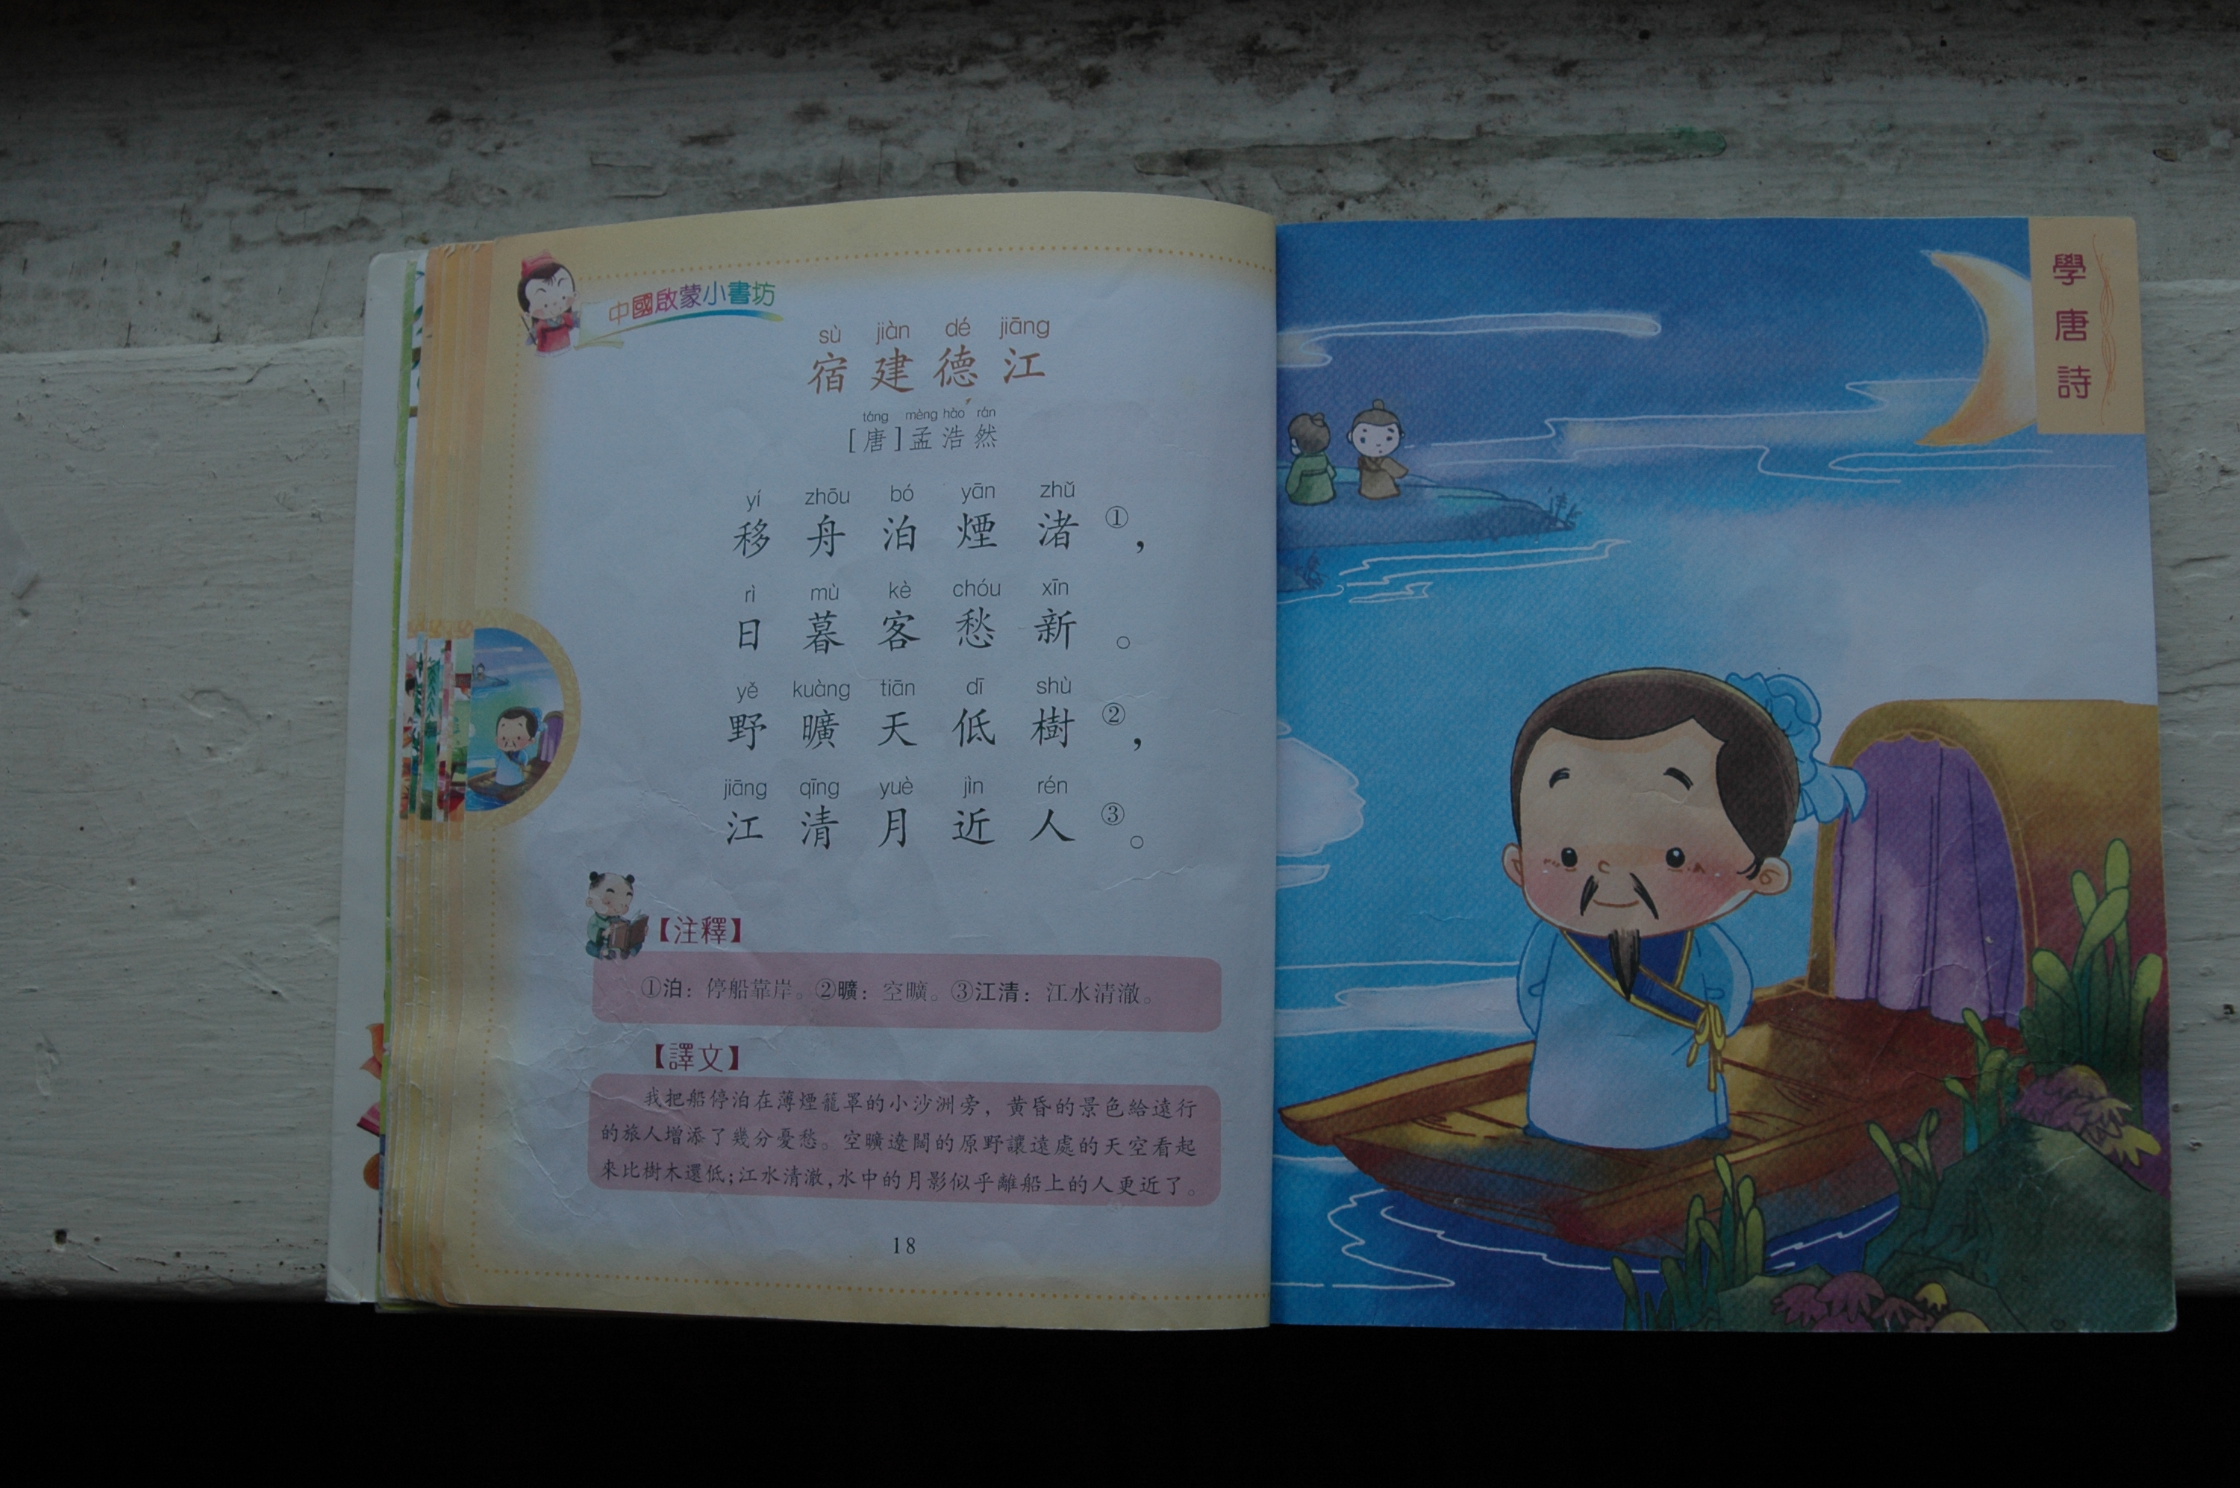 中國啟蒙小書坊
sù jiàn dé jiāng
宿建德江
táng mèng hào rán
[唐]孟浩然
yí zhōu bó yān zhǔ
移舟泊煙渚①，
rì mù kè chóu xīn
日暮客愁新。
yě kuàng tiān dī shù
野曠天低樹②，
jiāng qīng yuè jìn rén
江清月近人③。
【注釋】
①泊：停船靠岸。②曠：空曠。③江清：江水清澈。
【譯文】
我把船停泊在薄煙籠罩的小沙洲旁，黃昏的景色給遠行
的旅人增添了幾分憂愁。空曠遼闊的原野讓遠處的天空看起
來比樹木還低；江水清澈，水中的月影似乎離船上的人更近了。
18
學唐詩